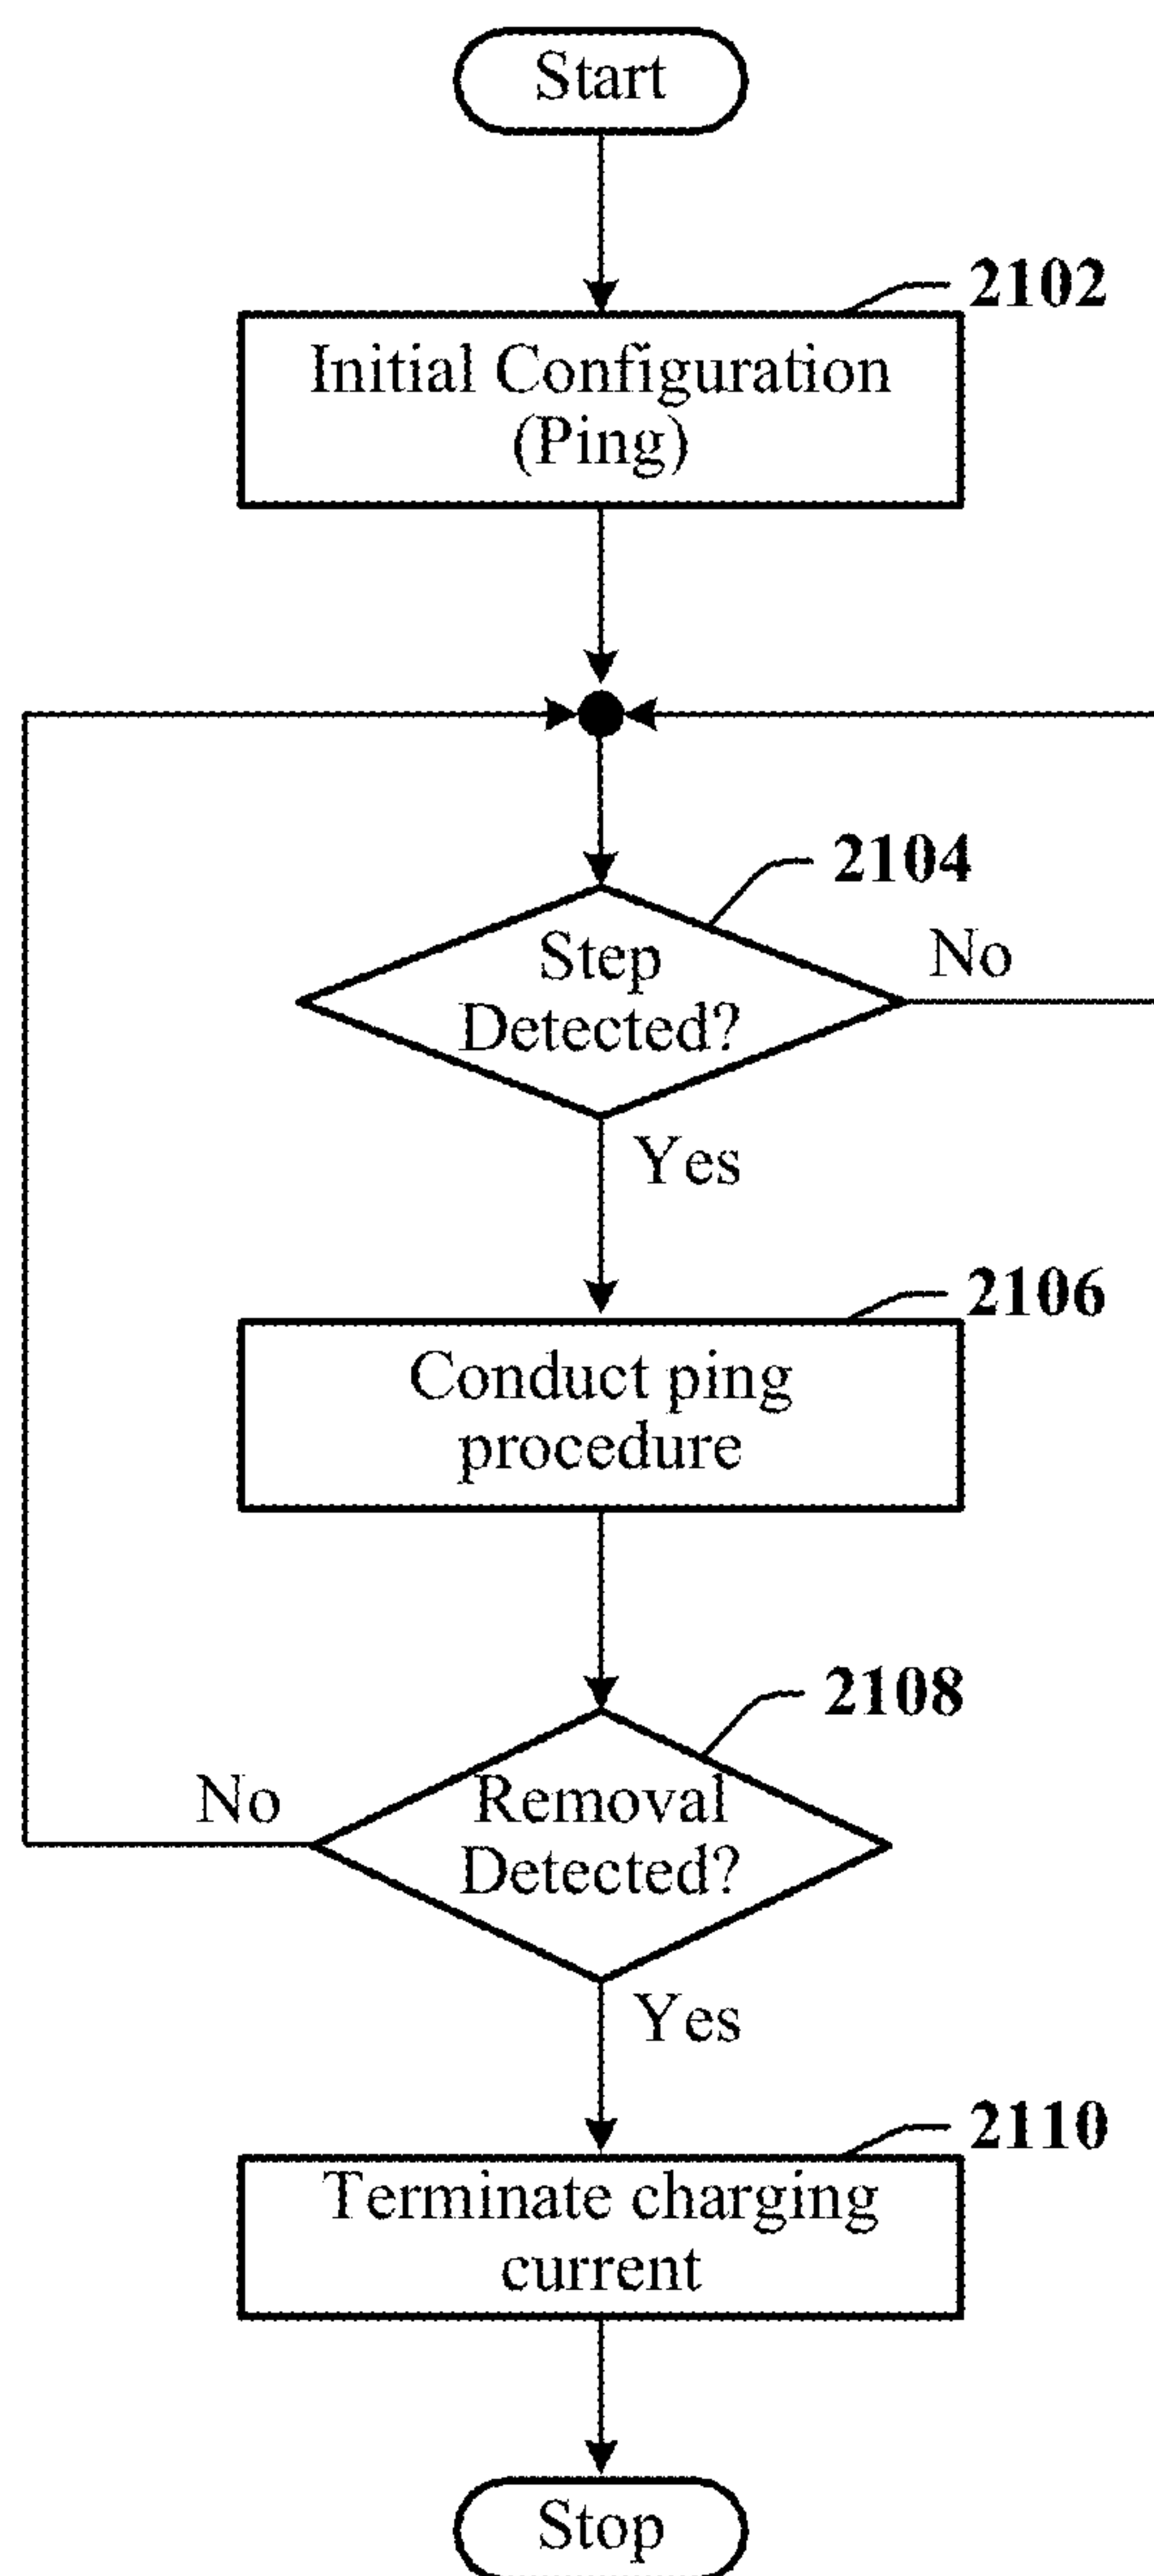 Start
2102
Initial Configuration
(Ping)
2104
Step
Detected?
No
Yes
2106
Conduct ping
procedure
2108
No
Removal
Detected?
Yes
2110
Terminate charging
current
Stop